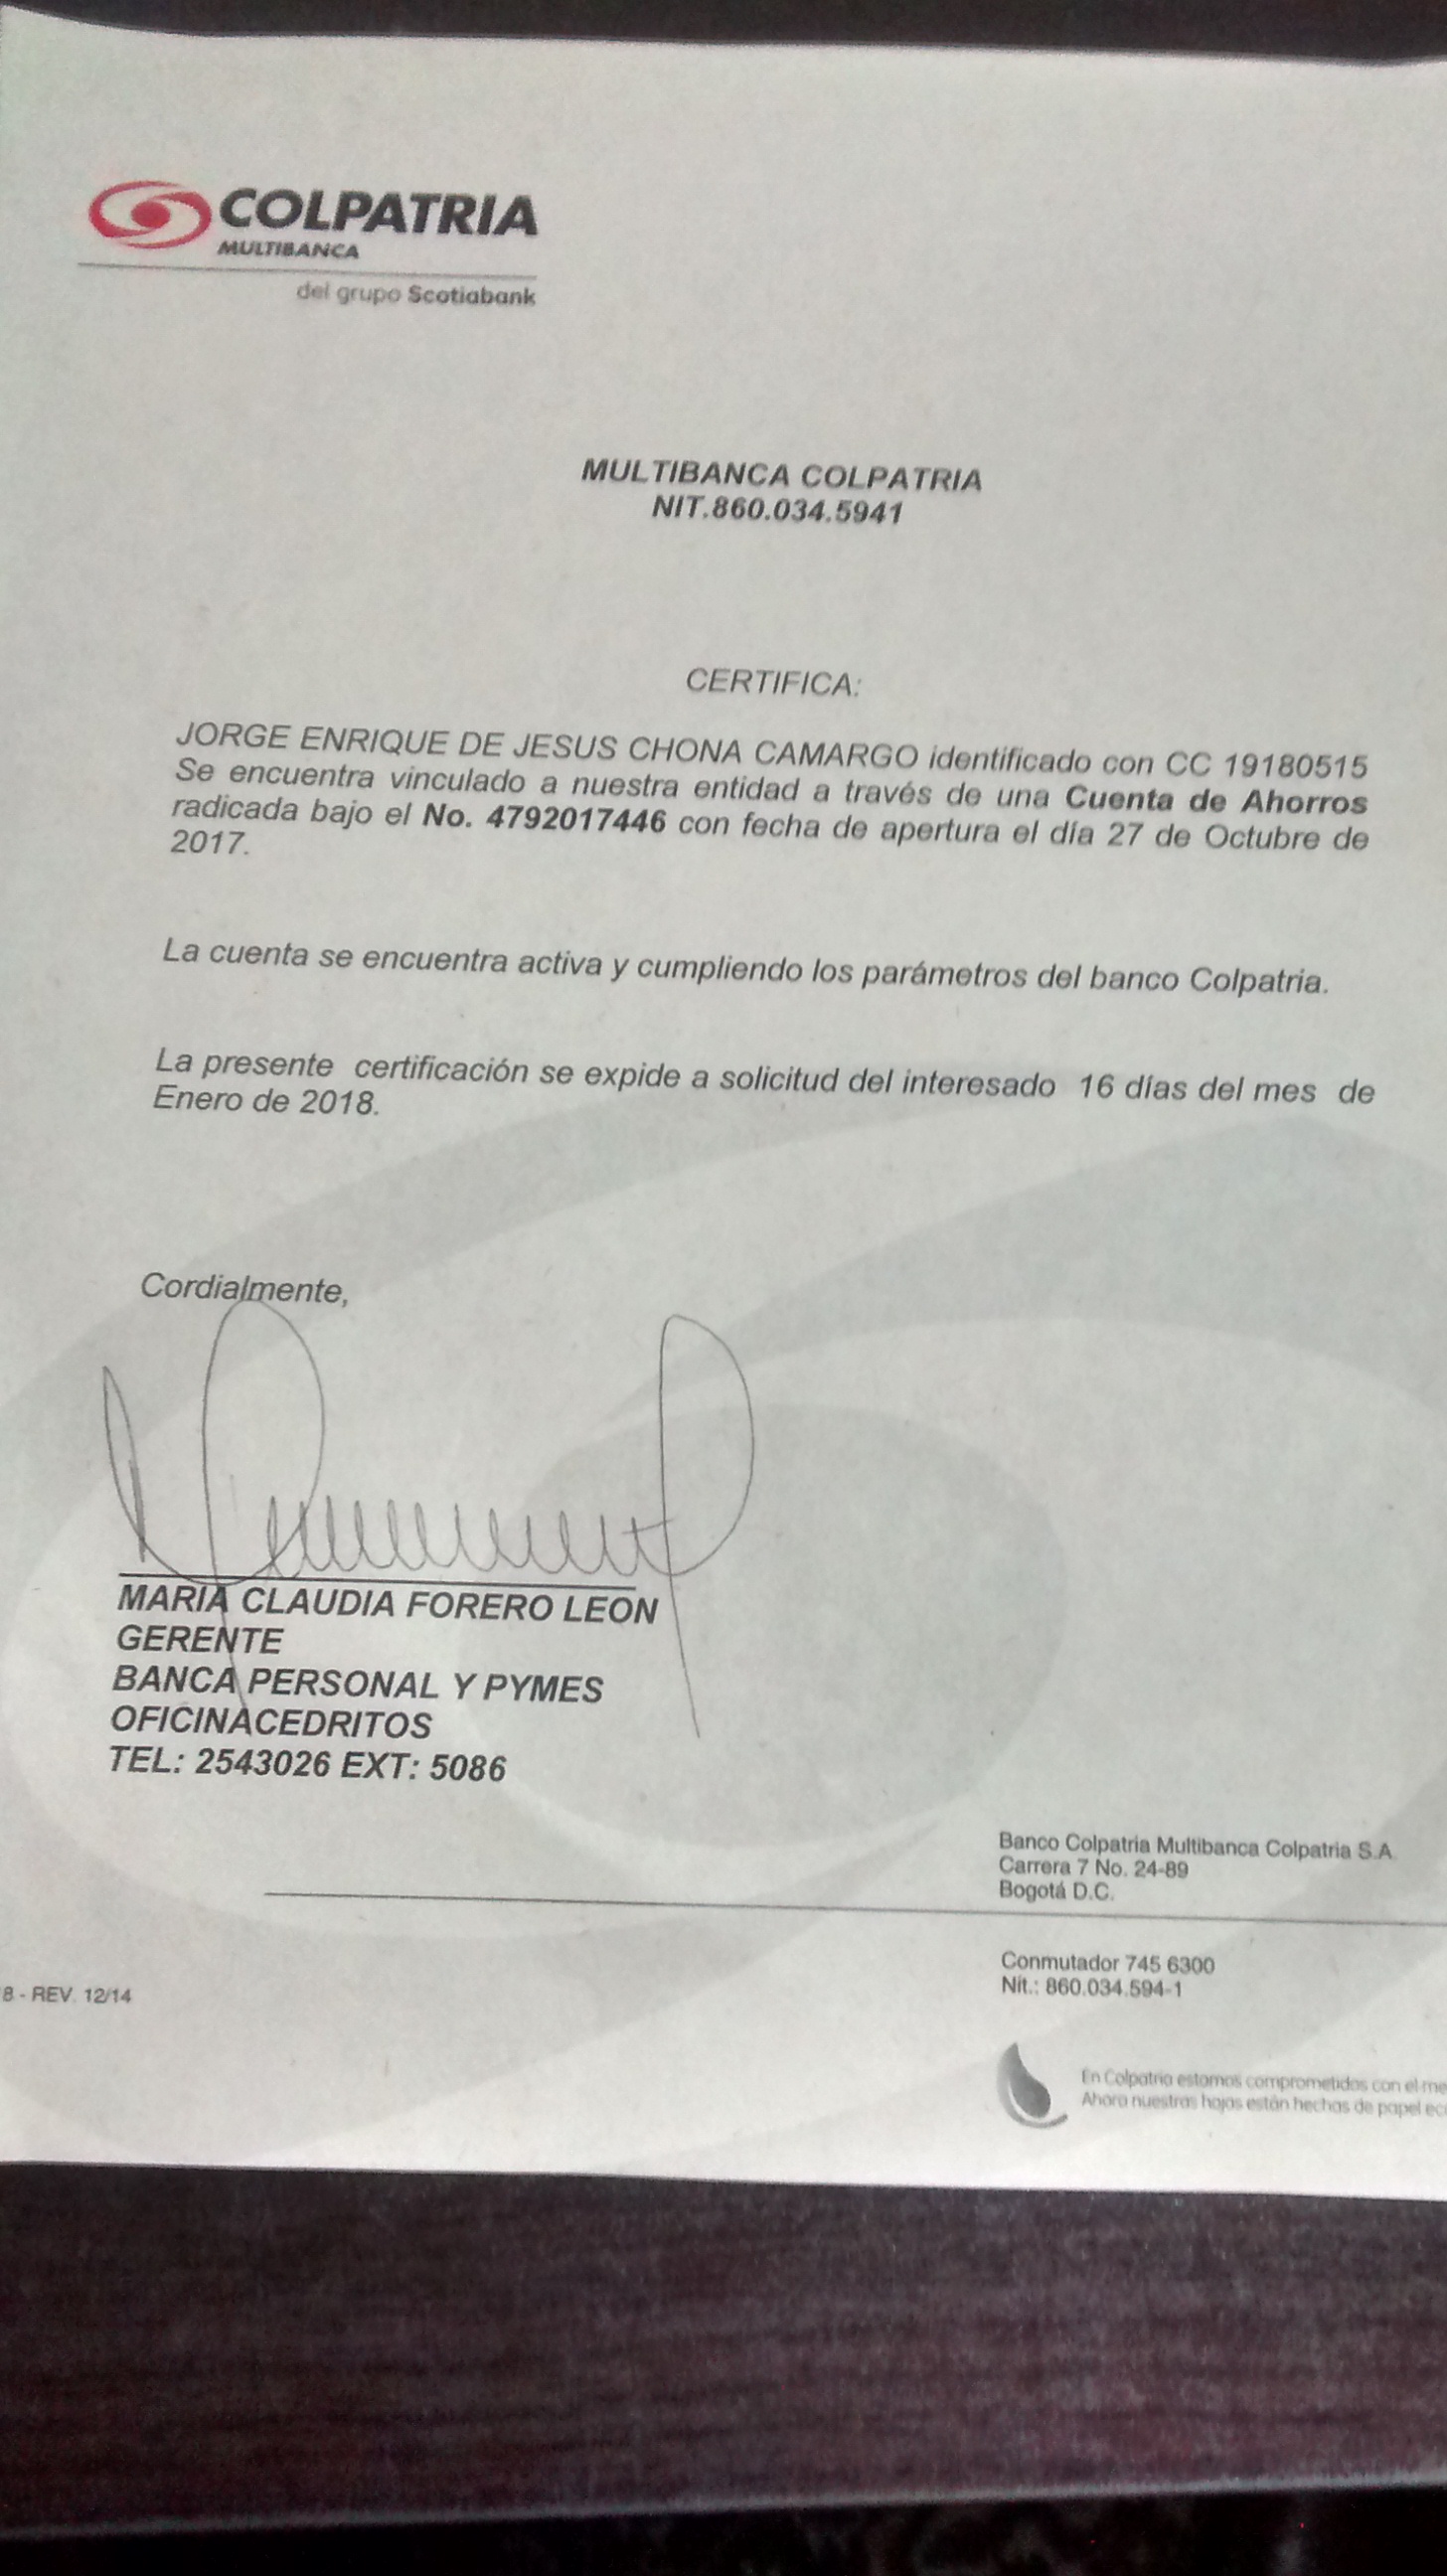 COLPATRIA
MULTIBANCA
del grupo Scotiabank
MULTIBANCA COLPATRIA
NIT.860.034.5941
CERTIFICA:
JORGE ENRIQUE DE JESUS CHONA CAMARGO identificado con CC 19180515
Se encuentra vinculado a nuestra entidad a través de una Cuenta de Ahorros
radicada bajo el No. 4792017446 con fecha de apertura el día 27 de Octubre de
2017.
La cuenta se encuentra activa y cumpliendo los parámetros del banco Colpatria.
La presente certificación se expide a solicitud del interesado 16 días del mes de
Enero de 2018.
Cordialmente,
MARIA CLAUDIA FORERO LEON
GERENTE
BANCA PERSONAL Y PYMES
OFICINACEDRITOS
TEL: 2543026 EXT: 5086
Banco Colpatria Multibanca Colpatria S.A.
Carrera 7 No. 24-89
Bogotá D.C.
Conmutador 745 6300
Nit.: 860.034.594-1
8 - REV. 12/14
En Colpatria estamos comprometidos con el me
Ahora nuestras hojas están hechas de papel ec